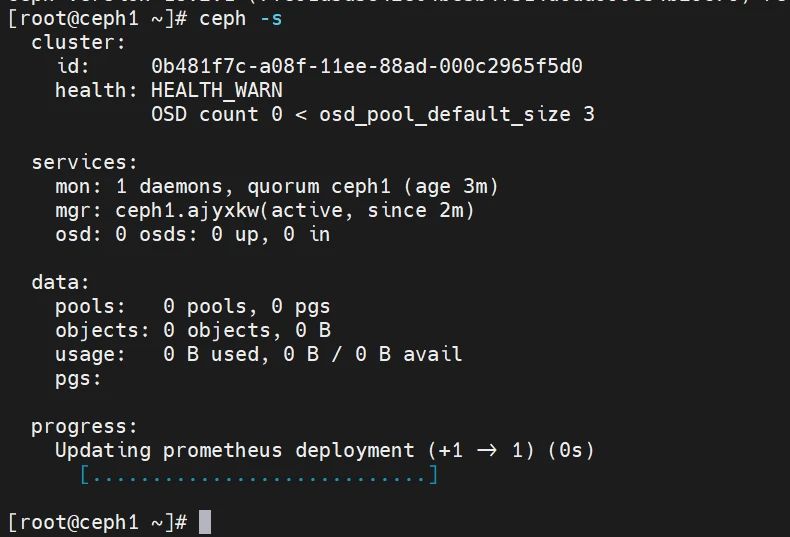 [root@ceph1 ~]# ceph -s
  cluster:
    id:     0b481f7c-a08f-11ee-88ad-000c2965f5d0
    health: HEALTH_WARN
            OSD count 0 < osd_pool_default_size 3

  services:
    mon: 1 daemons, quorum ceph1 (age 3m)
    mgr: ceph1.ajyxkw(active, since 2m)
    osd: 0 osds: 0 up, 0 in

  data:
    pools:   0 pools, 0 pgs
    objects: 0 objects, 0 B
    usage:   0 B used, 0 B / 0 B avail
    pgs:

  progress:
    Updating prometheus deployment (+1 → 1) (0s)
      [............................]

[root@ceph1 ~]#